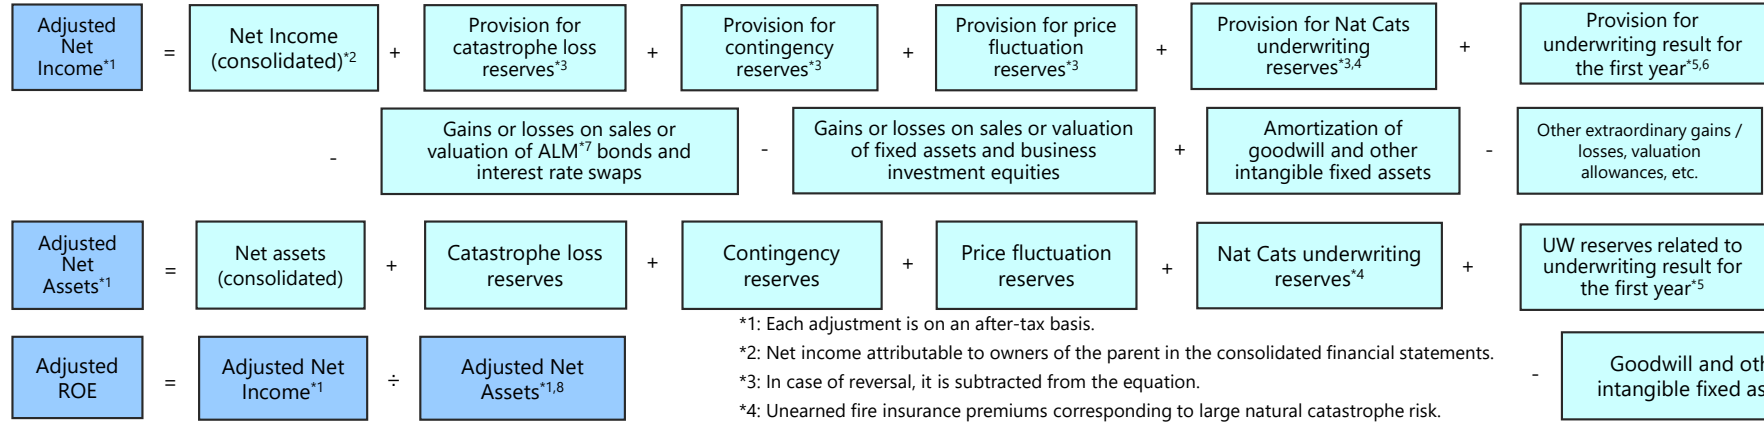 Adjusted
Net
Income*1
=
Net Income
(consolidated)*2
+
Provision for
catastrophe loss
reserves*3
+
Provision for
contingency
reserves*3
+
Provision for price
fluctuation
reserves*3
+
Provision for Nat Cats
underwriting
reserves*3,4
+
Provision for
underwriting result for
the first year*5,6
-
Gains or losses on sales or
valuation of ALM*7 bonds and
interest rate swaps
-
Gains or losses on sales or valuation
of fixed assets and business
investment equities
+
Amortization of
goodwill and other
intangible fixed assets
-
Other extraordinary gains /
losses, valuation
allowances, etc.
Adjusted
Net
Assets*1
=
Net assets
(consolidated)
+
Catastrophe loss
reserves
+
Contingency
reserves
+
Price fluctuation
reserves
+
Nat Cats underwriting
reserves*4
+
UW reserves related to
underwriting result for
the first year*5
-
Goodwill and
intangible fixed
Adjusted
ROE
=
Adjusted Net
Income*1
÷
Adjusted Net
Assets*1,8
*1: Each adjustment is on an after-tax basis.
*2: Net income attributable to owners of the parent in the consolidated financial statements.
*3: In case of reversal, it is subtracted from the equation.
*4: Unearned fire insurance premiums corresponding to large natural catastrophe risk.